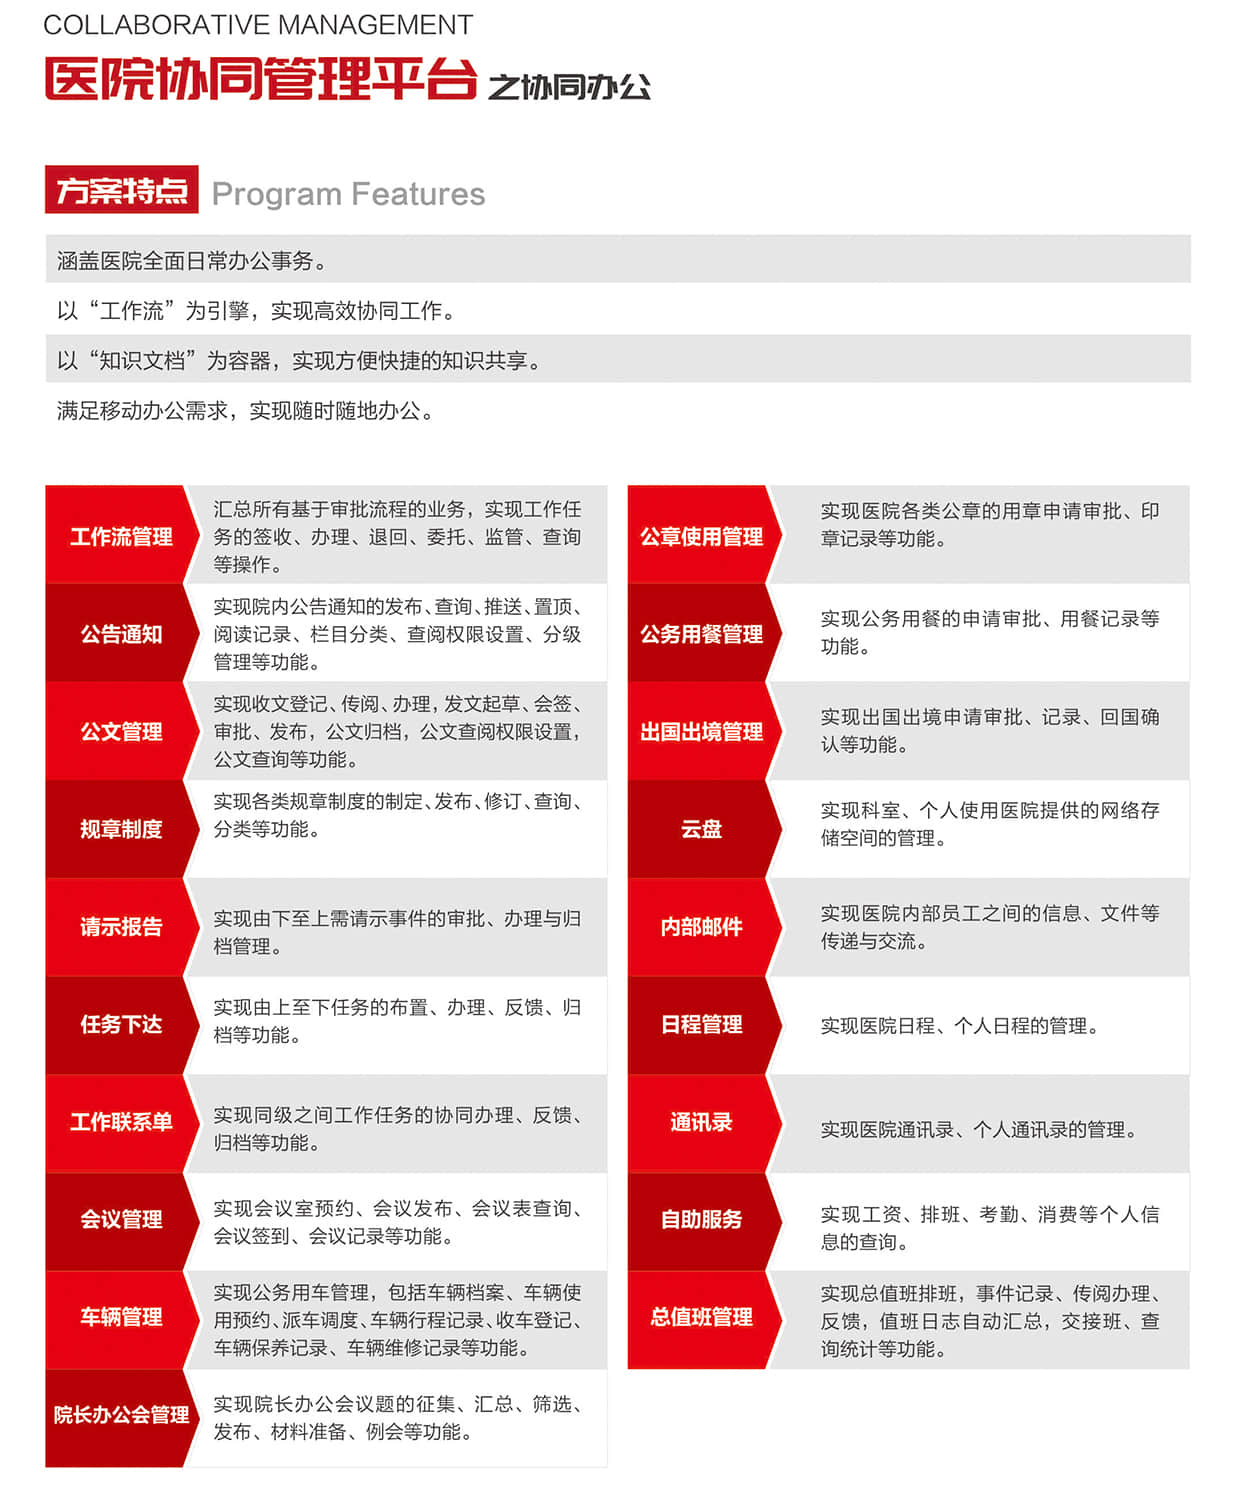 COLLABORATIVE MANAGEMENT
医院协同管理平台 之协同办公
方案特点 Program Features
涵盖医院全面日常办公事务。
以“工作流”为引擎，实现高效协同工作。
以“知识文档”为容器，实现方便快捷的知识共享。
满足移动办公需求，实现随时随地办公。
工作流管理
汇总所有基于审批流程的业务，实现工作任
务的签收、办理、退回、委托、监管、查询
等操作。
公告通知
实现院内公告通知的发布、查询、推送、置顶、
阅读记录、栏目分类、查阅权限设置、分级
管理等功能。
公文管理
实现收文登记、传阅、办理，发文起草、会签、
审批、发布，公文归档，公文查阅权限设置，
公文查询等功能。
规章制度
实现各类规章制度的制定、发布、修订、查询、
分类等功能。
请示报告
实现由下至上需请示事件的审批、办理与归
档管理。
任务下达
实现由上至下任务的布置、办理、反馈、归
档等功能。
工作联系单
实现同级之间工作任务的协同办理、反馈、
归档等功能。
会议管理
实现会议室预约、会议发布、会议表查询、
会议签到、会议记录等功能。
车辆管理
实现公务用车管理，包括车辆档案、车辆使
用预约、派车调度、车辆行程记录、收车登记、
车辆保养记录、车辆维修记录等功能。
院长办公会管理
实现院长办公会议题的征集、汇总、筛选、
发布、材料准备、例会等功能。
公章使用管理
实现医院各类公章的用章申请审批、印
章记录等功能。
公务用餐管理
实现公务用餐的申请审批、用餐记录等
功能。
出国出境管理
实现出国出境申请审批、记录、回国确
认等功能。
云盘
实现科室、个人使用医院提供的网络存
储空间的管理。
内部邮件
实现医院内部员工之间的信息、文件等
传递与交流。
日程管理
实现医院日程、个人日程的管理。
通讯录
实现医院通讯录、个人通讯录的管理。
自助服务
实现工资、排班、考勤、消费等个人信
息的查询。
总值班管理
实现总值班排班，事件记录、传阅办理、
反馈，值班日志自动汇总，交接班、查
询统计等功能。